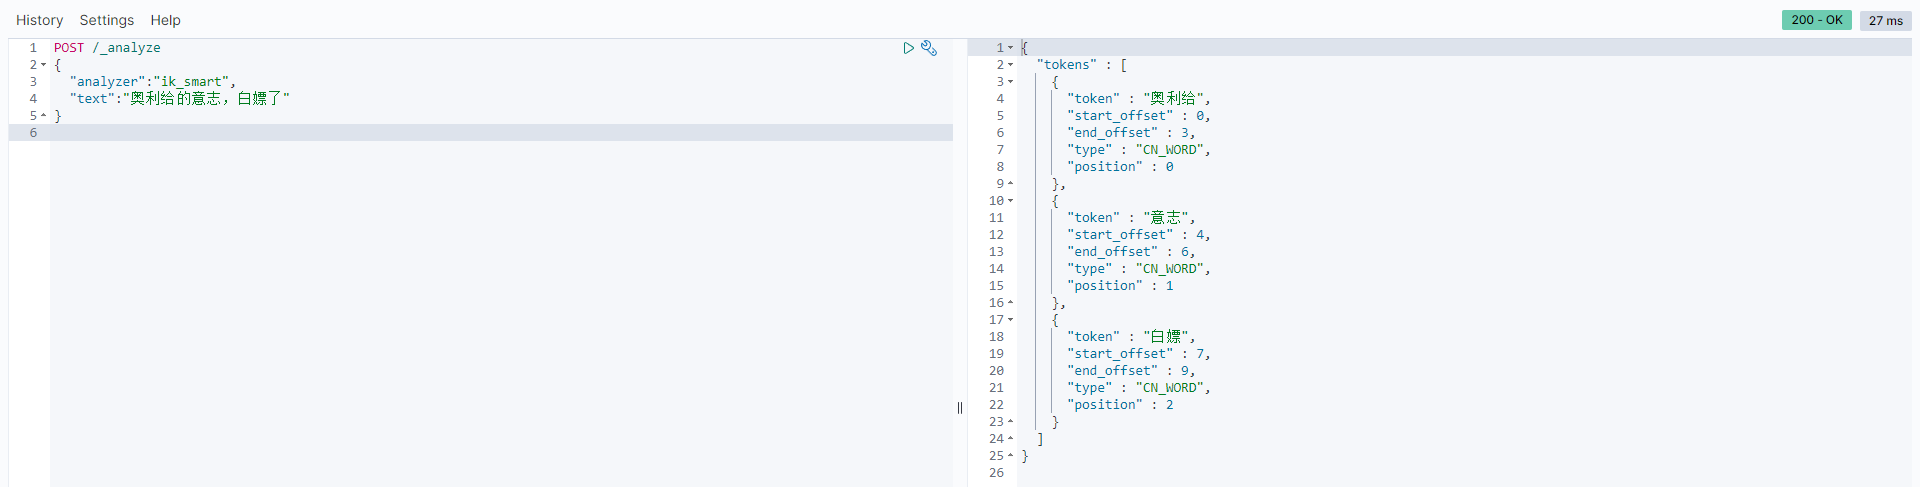 History Settings Help
200 - OK 27 ms
1 POST /_analyze
2 {
3 "analyzer":"ik_smart",
4 "text":"奥利给的意志，白嫖了"
5 }
6
1 {
2 "tokens" : [
3 {
4 "token" : "奥利给",
5 "start_offset" : 0,
6 "end_offset" : 3,
7 "type" : "CN_WORD",
8 "position" : 0
9 },
10 {
11 "token" : "意志",
12 "start_offset" : 4,
13 "end_offset" : 6,
14 "type" : "CN_WORD",
15 "position" : 1
16 },
17 {
18 "token" : "白嫖",
19 "start_offset" : 7,
20 "end_offset" : 9,
21 "type" : "CN_WORD",
22 "position" : 2
23 }
24 ]
25 }
26